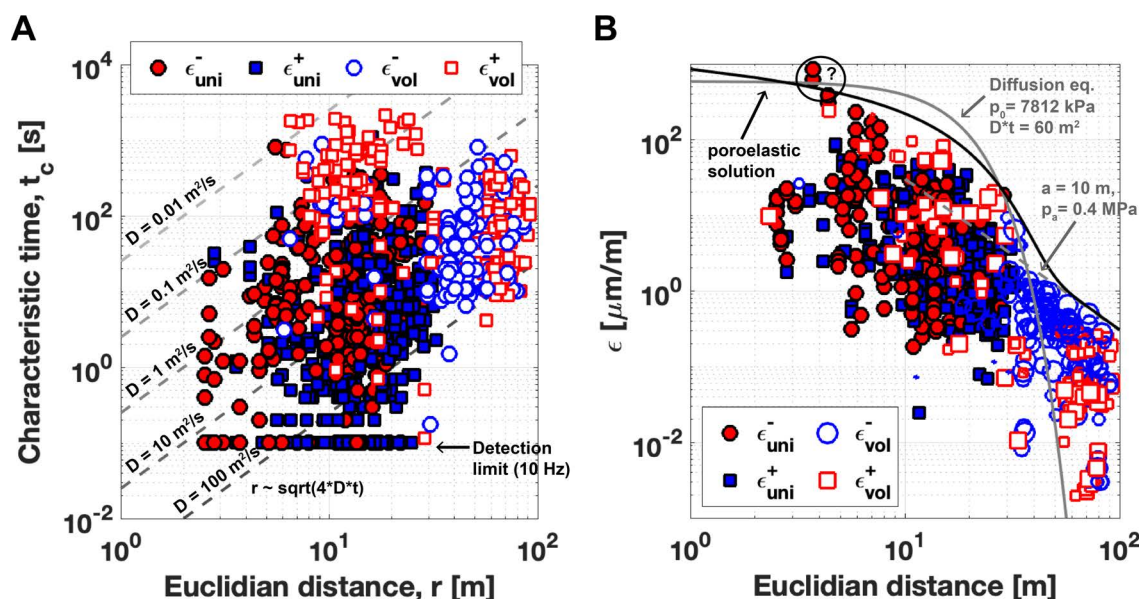 A
ϵ⁻uni ϵ⁺uni ϵ⁻vol ϵ⁺vol
10⁴
10²
10⁰
10⁻²
Characteristic time, t_c [s]
D = 0.01 m²/s
D = 0.1 m²/s
D = 1 m²/s
D = 10 m²/s
D = 100 m²/s
r ~ sqrt(4*D*t)
Detection
limit (10 Hz)
10⁰ 10¹ 10²
Euclidian distance, r [m]
B
?
Diffusion eq.
p₀= 7812 kPa
D*t = 60 m²
poroelastic
solution
a = 10 m,
pₐ= 0.4 MPa
10²
10⁰
10⁻²
ϵ [μm/m]
ϵ⁻uni ϵ⁻vol
ϵ⁺uni ϵ⁺vol
10⁰ 10¹ 10²
Euclidian distance [m]